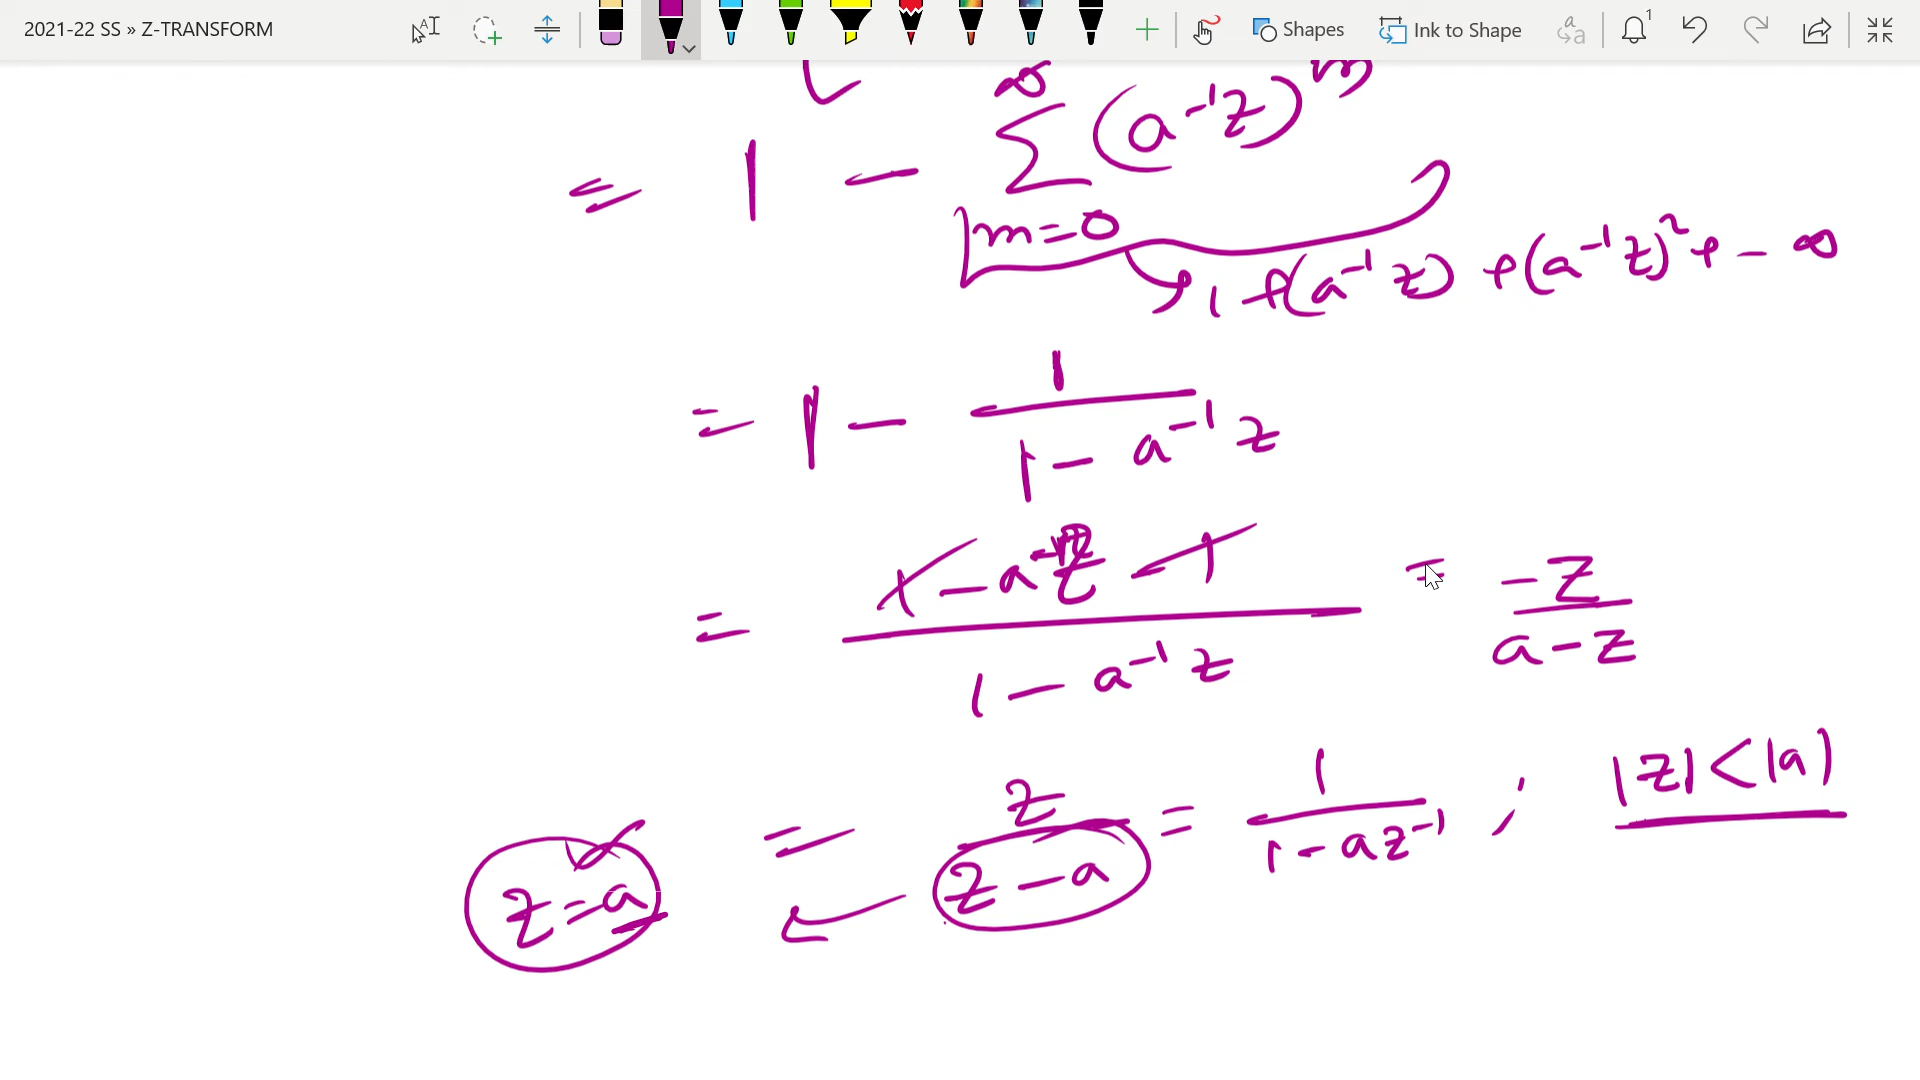 2021-22 SS » Z-TRANSFORM
Shapes
Ink to Shape
1
= 1 - ∞ ∑ m=0 (a⁻¹z)ᵐ
1 + (a⁻¹z) + (a⁻¹z)² + - ∞
= 1 - 1 / 1 - a⁻¹z
= 1 - a⁻¹z - 1 / 1 - a⁻¹z = -z / a-z
= z / z-a = 1 / 1-az⁻¹ ; |z|<|a|
z=a